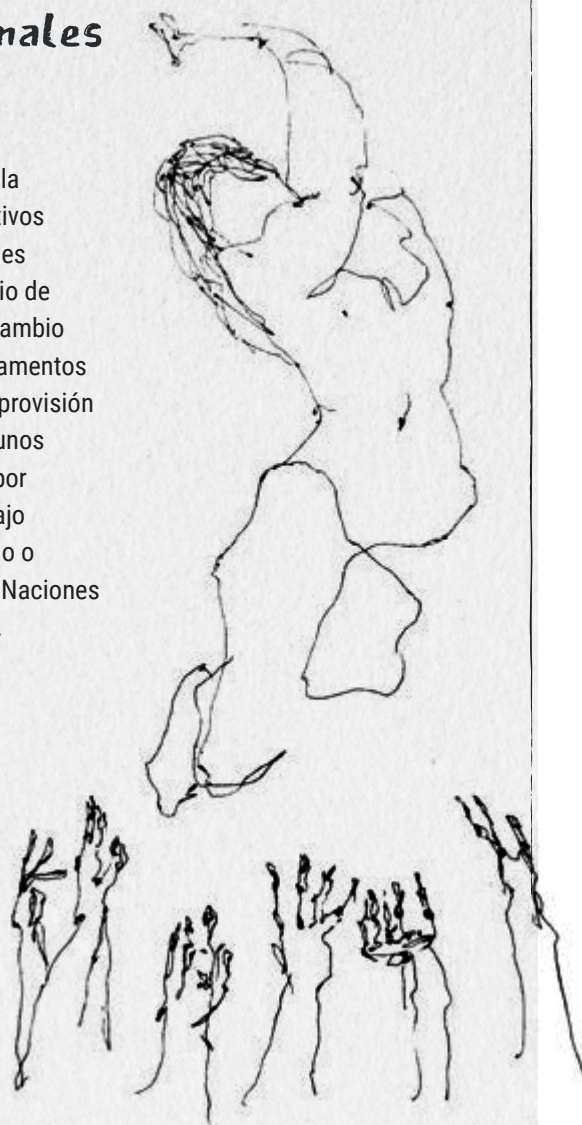 nales
la
tivos
es
io de
ambio
amentos
provisión
unos
por
ajo
o o
Naciones